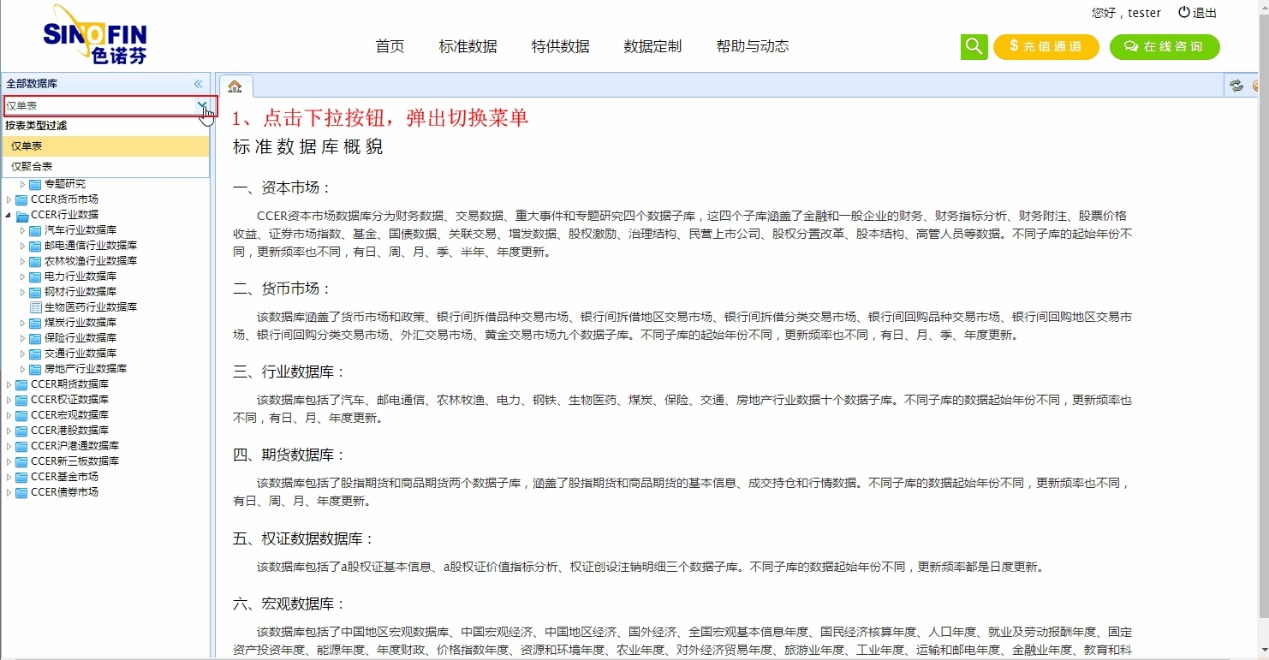 您好，tester 退出
SINOFIN
色诺芬
首页 标准数据 特供数据 数据定制 帮助与动态
$ 充值通道 在线咨询
全部数据库
仅单表
按表类型过滤
仅单表
仅聚合表
专题研究
CCER货币市场
CCER行业数据
汽车行业数据库
邮电通信行业数据库
农林牧渔行业数据库
电力行业数据库
钢材行业数据库
生物医药行业数据库
煤炭行业数据库
保险行业数据库
交通行业数据库
房地产行业数据库
CCER期货数据库
CCER权证数据库
CCER宏观数据库
CCER港股数据库
CCER沪港通数据库
CCER新三板数据库
CCER基金市场
CCER债券市场
1、点击下拉按钮，弹出切换菜单
标准数据库概貌
一、资本市场：
CCER资本市场数据库分为财务数据、交易数据、重大事件和专题研究四个数据子库，这四个子库涵盖了金融和一般企业的财务、财务指标分析、财务附注、股票价格
收益、证券市场指数、基金、国债数据、关联交易、增发数据、股权激励、治理结构、民营上市公司、股权分置改革、股本结构、高管人员等数据。不同子库的起始年份不
同，更新频率也不同，有日、周、月、季、半年、年度更新。
二、货币市场：
该数据库涵盖了货币市场和政策、银行间拆借品种交易市场、银行间拆借地区交易市场、银行间拆借分类交易市场、银行间回购品种交易市场、银行间回购地区交易市
场、银行间回购分类交易市场、外汇交易市场、黄金交易市场九个数据子库。不同子库的起始年份不同，更新频率也不同，有日、月、季、年度更新。
三、行业数据库：
该数据库包括了汽车、邮电通信、农林牧渔、电力、钢铁、生物医药、煤炭、保险、交通、房地产行业数据十个数据子库。不同子库的数据起始年份不同，更新频率也
不同，有日、月、年度更新。
四、期货数据库：
该数据库包括了股指期货和商品期货两个数据子库，涵盖了股指期货和商品期货的基本信息、成交持仓和行情数据。不同子库的数据起始年份不同，更新频率也不同，
有日、周、月、年度更新。
五、权证数据数据库：
该数据库包括了a股权证基本信息、a股权证价值指标分析、权证创设注销明细三个数据子库。不同子库的数据起始年份不同，更新频率都是日度更新。
六、宏观数据库：
该数据库包括了中国地区宏观数据库、中国宏观经济、中国地区经济、国外经济、全国宏观基本信息年度、国民经济核算年度、人口年度、就业及劳动报酬年度、固定
资产投资年度、能源年度、年度财政、价格指数年度、资源和环境年度、农业年度、对外经济贸易年度、旅游业年度、工业年度、运输和邮电年度、金融业年度、教育和科